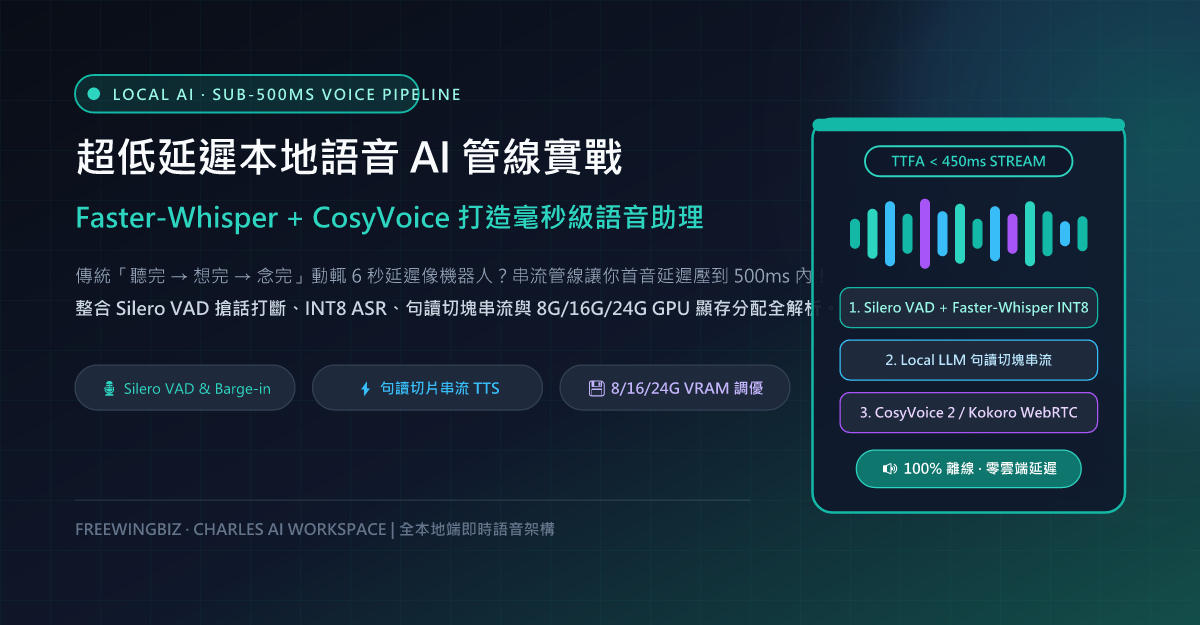 LOCAL AI · SUB-500MS VOICE PIPELINE
超低延遲本地語音 AI 管線實戰
Faster-Whisper + CosyVoice 打造毫秒級語音助理
傳統「聽完 → 想完 → 念完」動輒 6 秒延遲像機器人？串流管線讓你首音延遲壓到 500ms 內！
整合 Silero VAD 搶話打斷、INT8 ASR、句讀切塊串流與 8G/16G/24G GPU 顯存分配全解析。
Silero VAD & Barge-in
句讀切片串流 TTS
8/16/24G VRAM 調優
FREEWINGBIZ · CHARLES AI WORKSPACE | 全本地端即時語音架構
TTFA < 450ms STREAM
1. Silero VAD + Faster-Whisper INT8
2. Local LLM 句讀切塊串流
3. CosyVoice 2 / Kokoro WebRTC
100% 離線 · 零雲端延遲